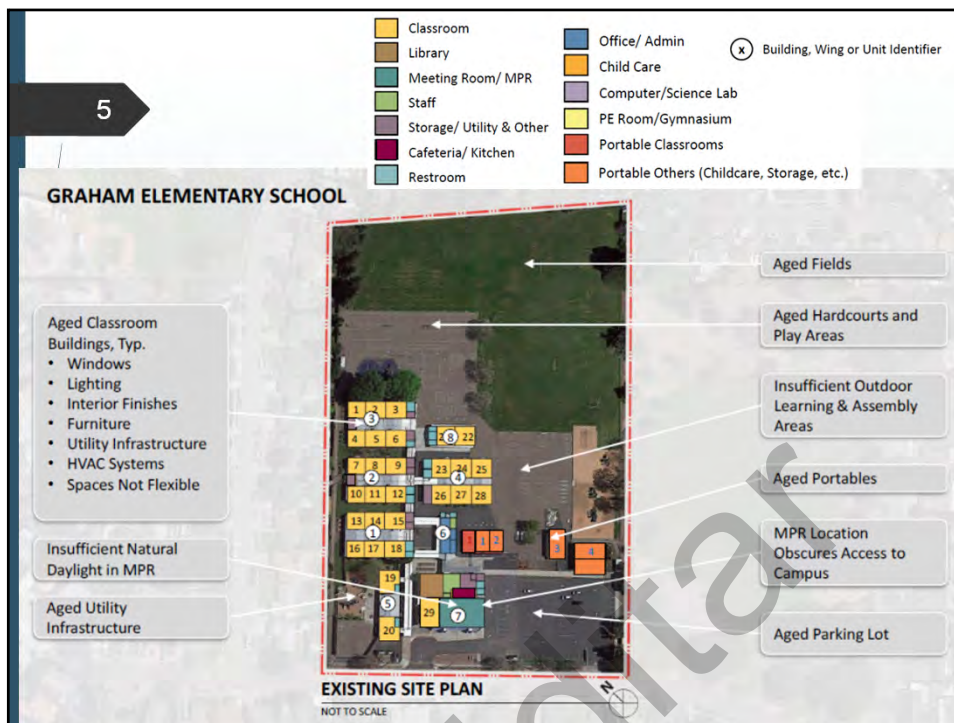 5
Classroom
Library
Meeting Room/ MPR
Staff
Storage/ Utility & Other
Cafeteria/ Kitchen
Restroom
Office/ Admin
Child Care
Computer/Science Lab
PE Room/Gymnasium
Portable Classrooms
Portable Others (Childcare, Storage, etc.)
x Building, Wing or Unit Identifier
GRAHAM ELEMENTARY SCHOOL
Aged Classroom
Buildings, Typ.
• Windows
• Lighting
• Interior Finishes
• Furniture
• Utility Infrastructure
• HVAC Systems
• Spaces Not Flexible
Insufficient Natural
Daylight in MPR
Aged Utility
Infrastructure
1 2 3
3
4 5 6
8 22
7 8 9
2
10 11 12
23 24 25
4
26 27 28
13 14 15
1
16 17 18
6
1 2
3
4
19
5
20
29
7
Aged Fields
Aged Hardcourts and
Play Areas
Insufficient Outdoor
Learning & Assembly
Areas
Aged Portables
MPR Location
Obscures Access to
Campus
Aged Parking Lot
EXISTING SITE PLAN
NOT TO SCALE
N